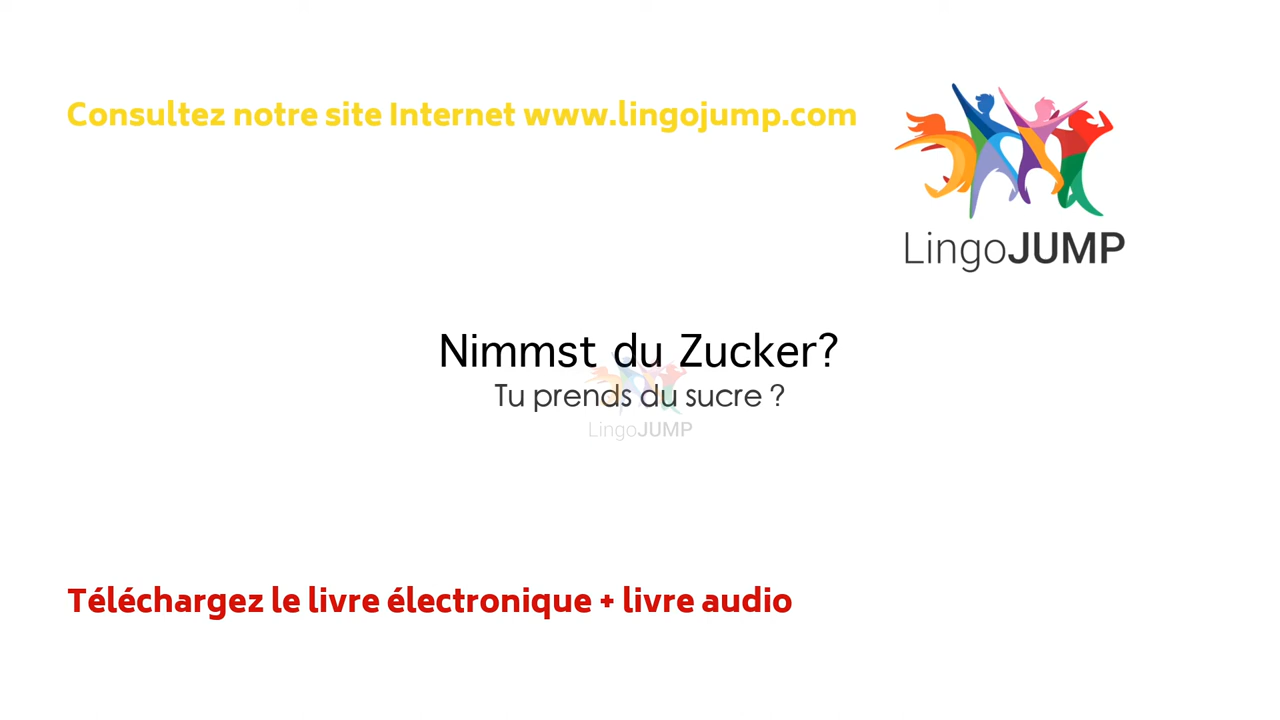 Consultez notre site Internet www.lingojump.com
LingoJUMP
Nimmst du Zucker?
Tu prends du sucre ?
LingoJUMP
Téléchargez le livre électronique + livre audio